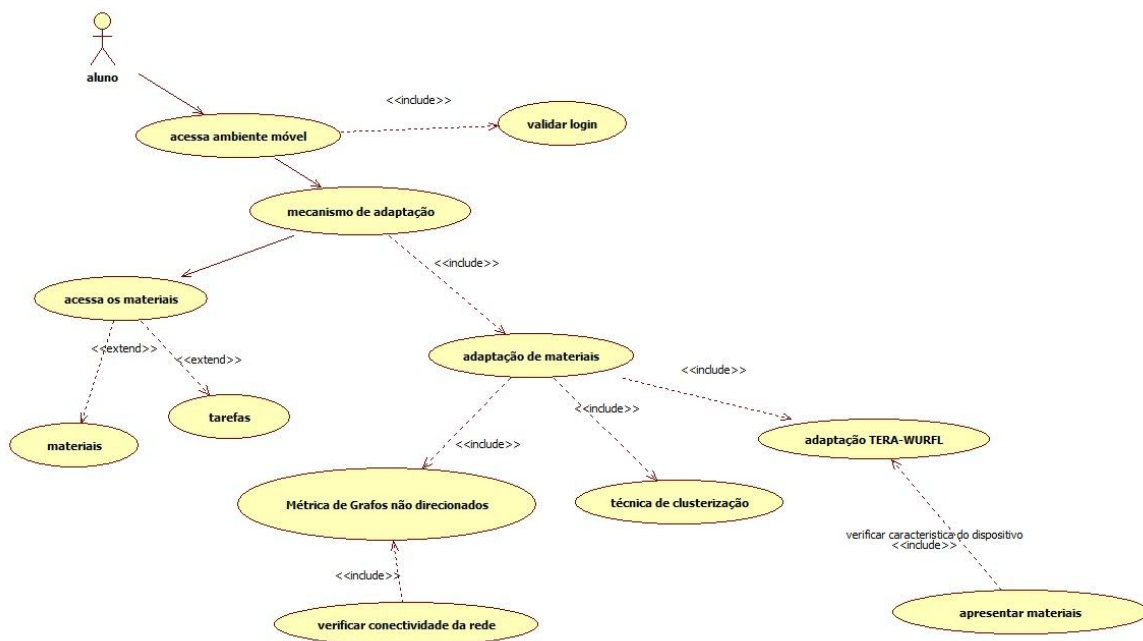 aluno
<<include>>
acessa ambiente móvel
validar login
mecanismo de adaptação
<<include>>
acessa os materiais
<<extend>>
<<extend>>
adaptação de materiais
<<include>>
materiais
tarefas
<<include>>
<<include>>
adaptação TERA-WURFL
Métrica de Grafos não direcionados
técnica de clusterização
verificar caracteristica do dispositivo
<<include>>
<<include>>
verificar conectividade da rede
apresentar materiais